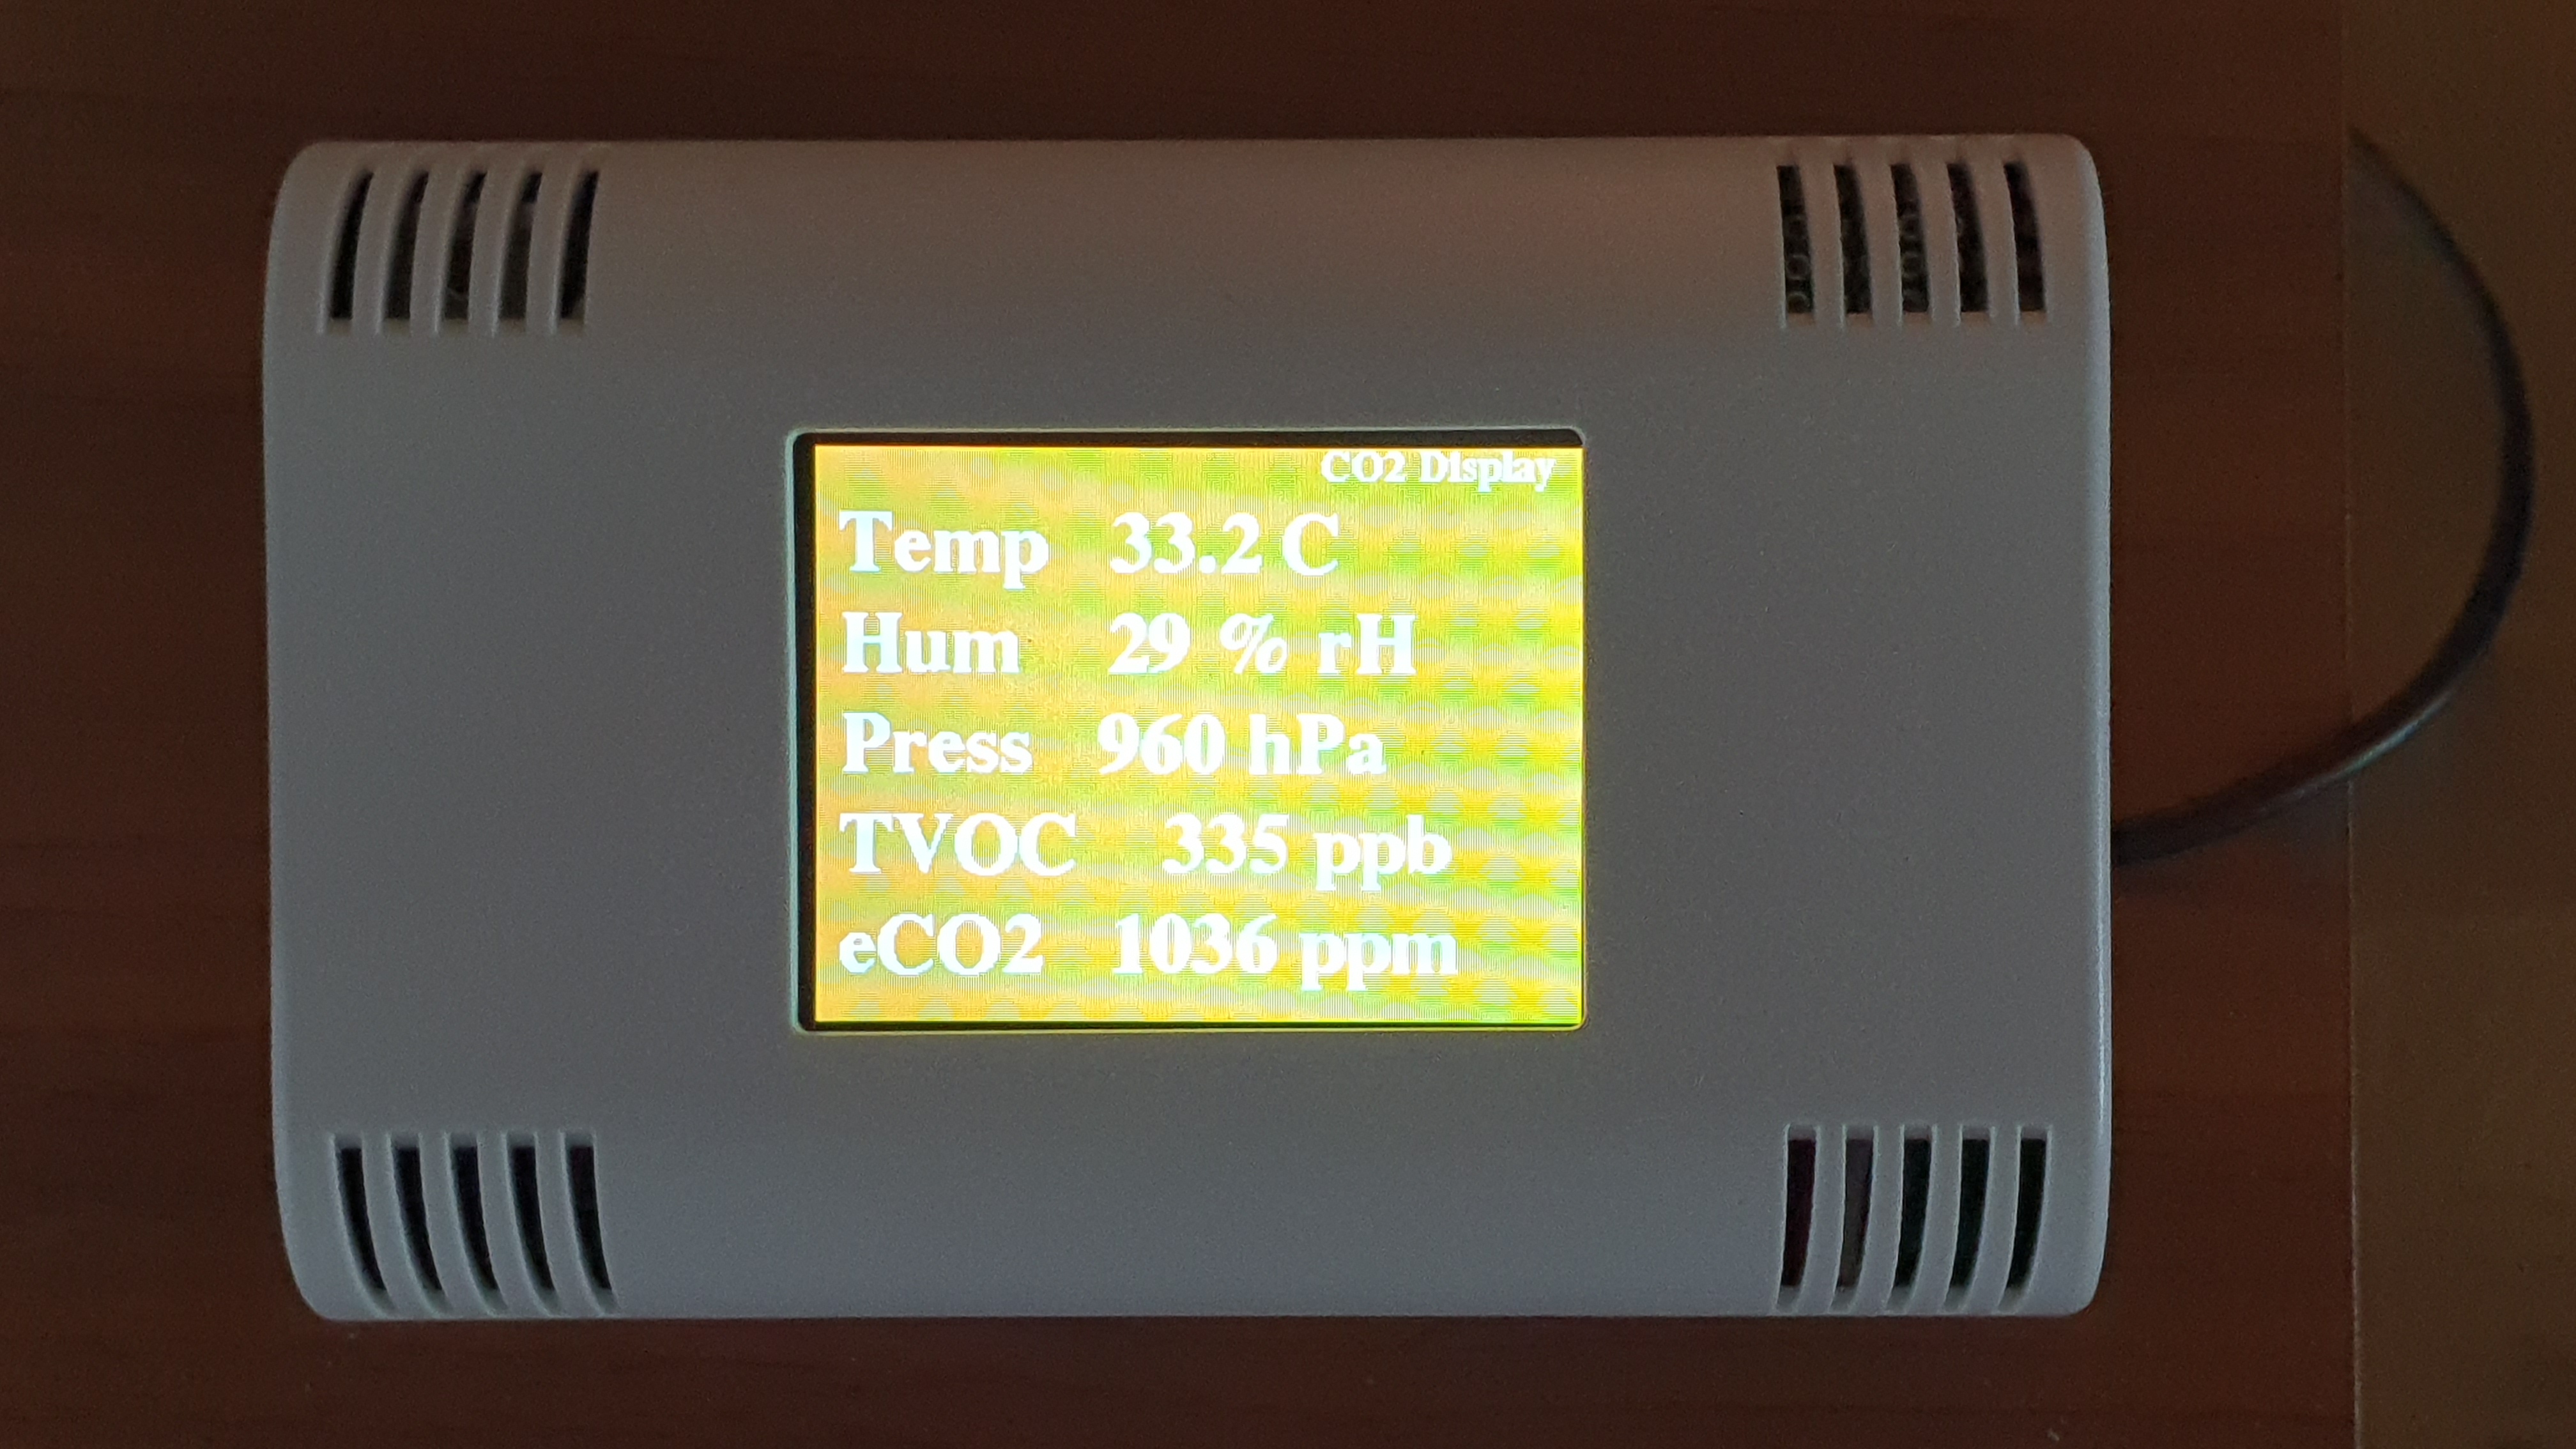 CO2 DIsplay
Temp 33.2 C
Hum 29 % rH
Press 960 hPa
TVOC 335 ppb
eCO2 1036 ppm